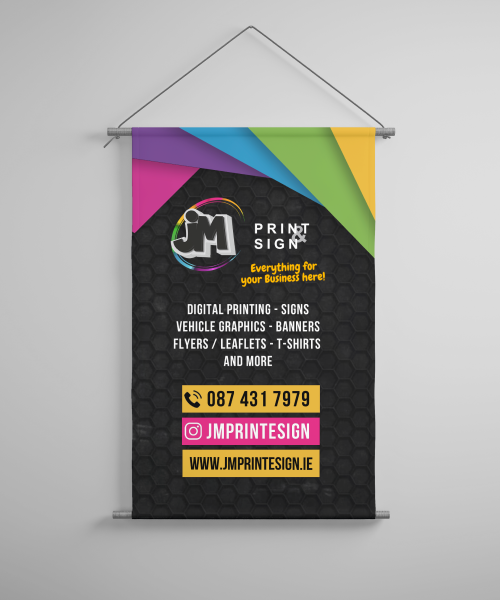 JM
PRINT
&
SIGN
Everything for
your Business here!
DIGITAL PRINTING - SIGNS
VEHICLE GRAPHICS - BANNERS
FLYERS / LEAFLETS - T-SHIRTS
AND MORE
087 431 7979
JMPRINTESIGN
WWW.JMPRINTESIGN.IE